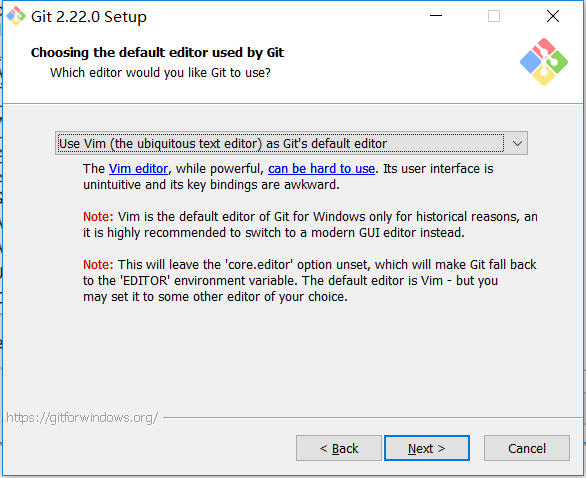 Git 2.22.0 Setup
Choosing the default editor used by Git
Which editor would you like Git to use?
Use Vim (the ubiquitous text editor) as Git's default editor
The Vim editor, while powerful, can be hard to use. Its user interface is
unintuitive and its key bindings are awkward.
Note: Vim is the default editor of Git for Windows only for historical reasons, an
it is highly recommended to switch to a modern GUI editor instead.
Note: This will leave the 'core.editor' option unset, which will make Git fall back
to the 'EDITOR' environment variable. The default editor is Vim - but you
may set it to some other editor of your choice.
https://gitforwindows.org/
< Back
Next >
Cancel